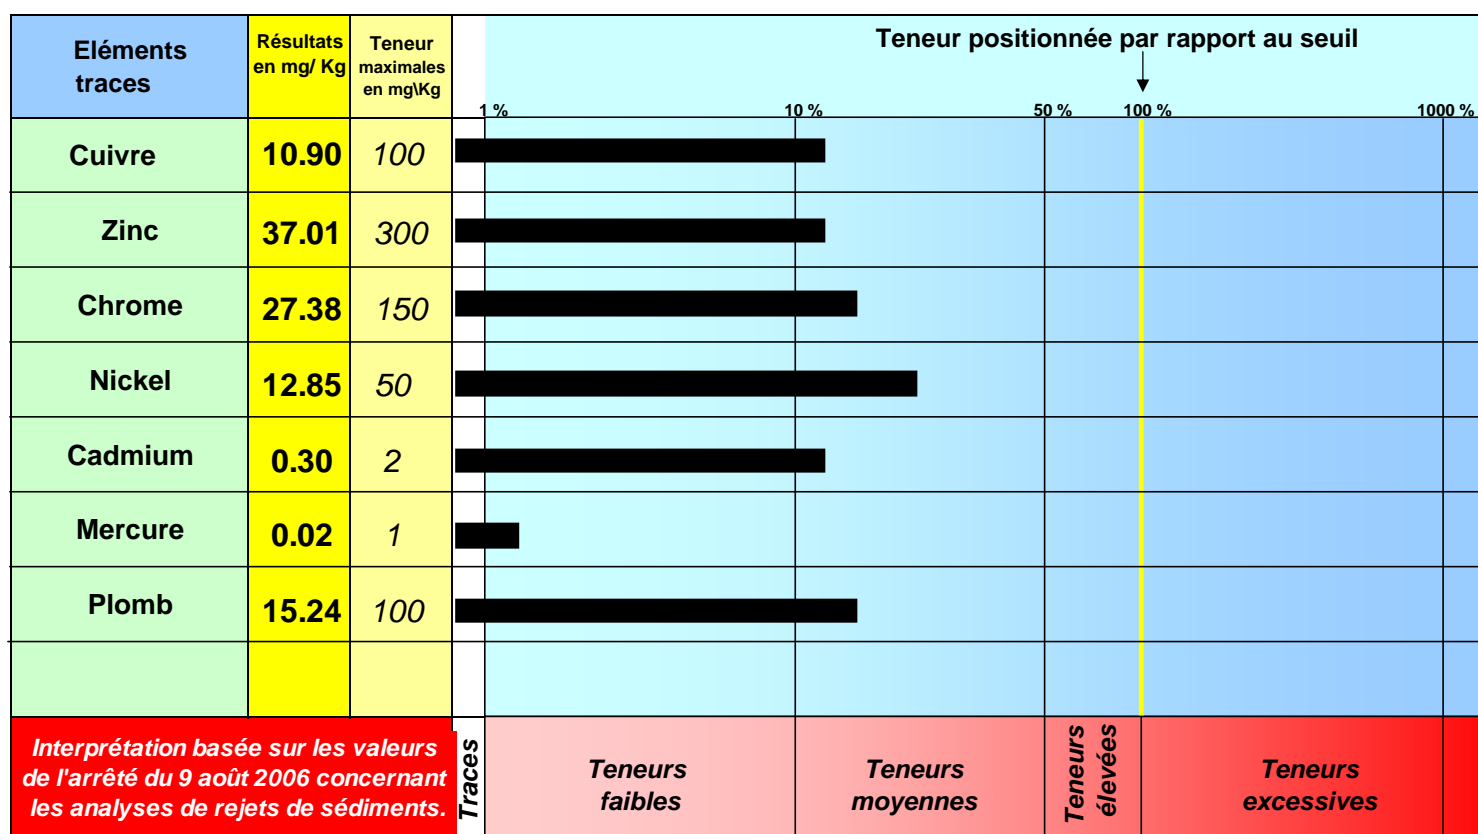 Eléments
traces
Résultats
en mg/ Kg
Teneur
maximales
en mg\Kg
Teneur positionnée par rapport au seuil
1 % 10 % 50 % 100 % 1000 %
Cuivre 10.90 100
Zinc 37.01 300
Chrome 27.38 150
Nickel 12.85 50
Cadmium 0.30 2
Mercure 0.02 1
Plomb 15.24 100
Interprétation basée sur les valeurs
de l'arrêté du 9 août 2006 concernant
les analyses de rejets de sédiments.
Traces
Teneurs
faibles
Teneurs
moyennes
Teneurs
élevées
Teneurs
excessives